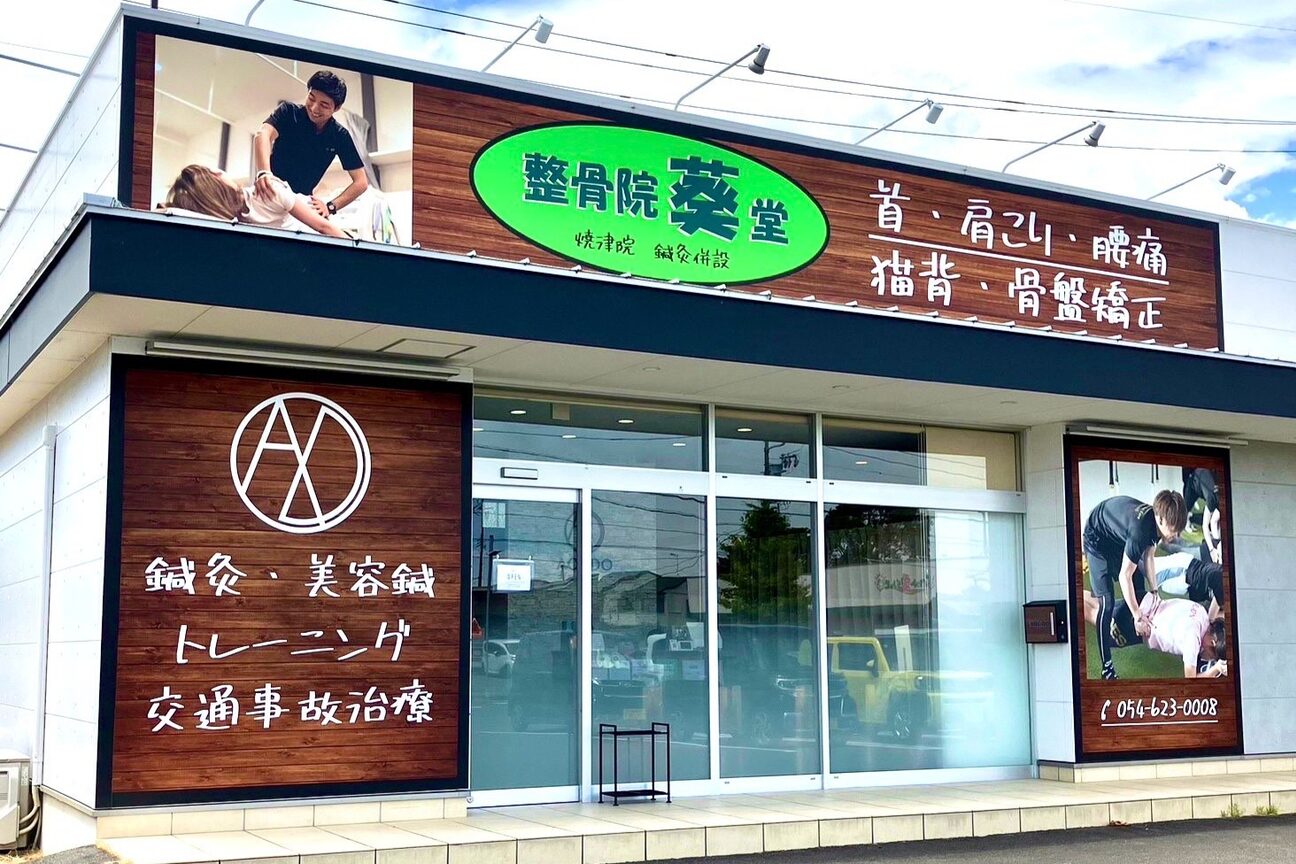 整骨院 葵堂
焼津院 鍼灸併設
首・肩こり・腰痛
猫背・骨盤矯正
鍼灸・美容鍼
トレーニング
交通事故治療
OPEN
054-623-0008